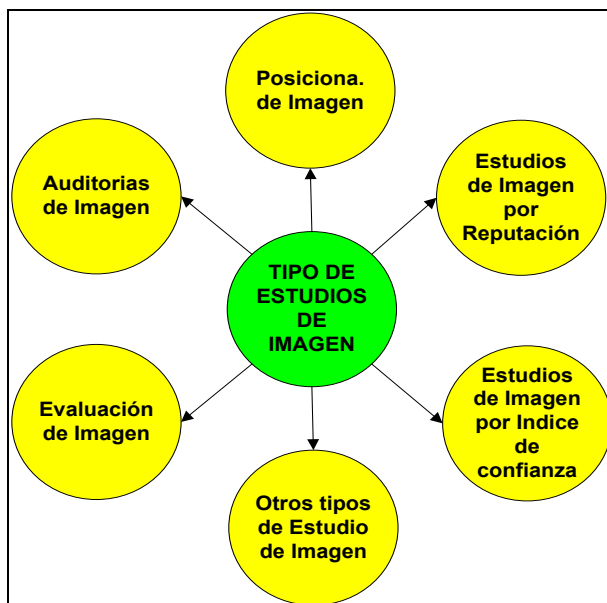 Posiciona.
de Imagen
Auditorias
de Imagen
Estudios
de Imagen
por
Reputación
TIPO DE
ESTUDIOS
DE
IMAGEN
Evaluación
de Imagen
Estudios
de Imagen
por Indice
de
confianza
Otros tipos
de Estudio
de Imagen